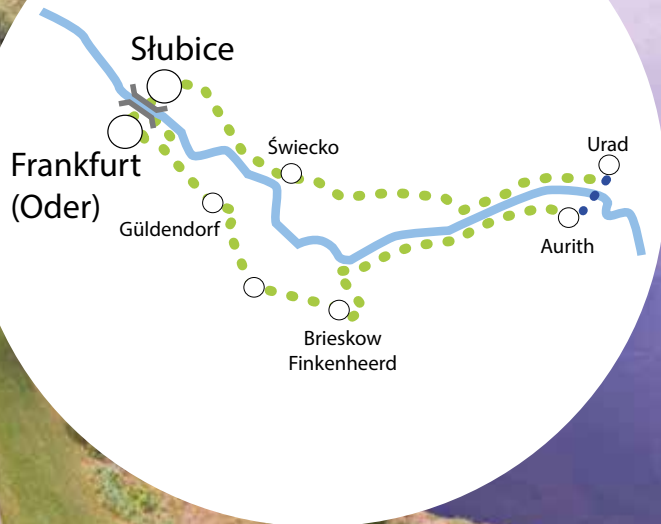 Słubice
Frankfurt
(Oder)
Świecko
Urad
Güldendorf
Aurith
Brieskow
Finkenheerd